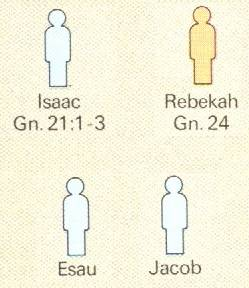 Isaac Rebekah
Gn. 21:1-3 Gn. 24
Esau Jacob